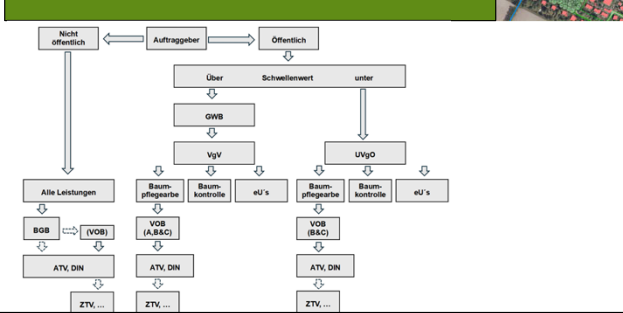 Nicht
öffentlich
Auftraggeber
Öffentlich
Über Schwellenwert unter
GWB
VgV
UVgO
Alle Leistungen
Baum-
pflegearbe
Baum-
kontrolle
eU´s
Baum-
pflegearbe
Baum-
kontrolle
eU´s
BGB
(VOB)
VOB
(A,B&C)
VOB
(B&C)
ATV, DIN
ATV, DIN
ATV, DIN
ZTV, ...
ZTV, ...
ZTV, ...